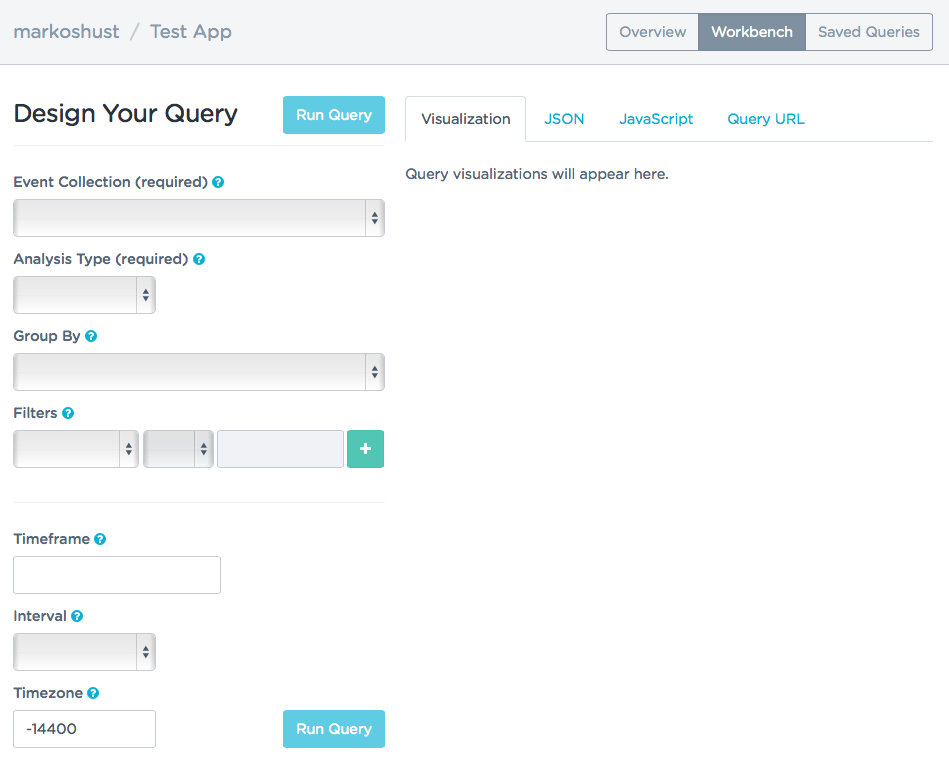 markoshust / Test App
Overview
Workbench
Saved Queries
Design Your Query
Run Query
Event Collection (required) ?
Analysis Type (required) ?
Group By ?
Filters ?
+
Timeframe ?
Interval ?
Timezone ?
-14400
Run Query
Visualization
JSON
JavaScript
Query URL
Query visualizations will appear here.